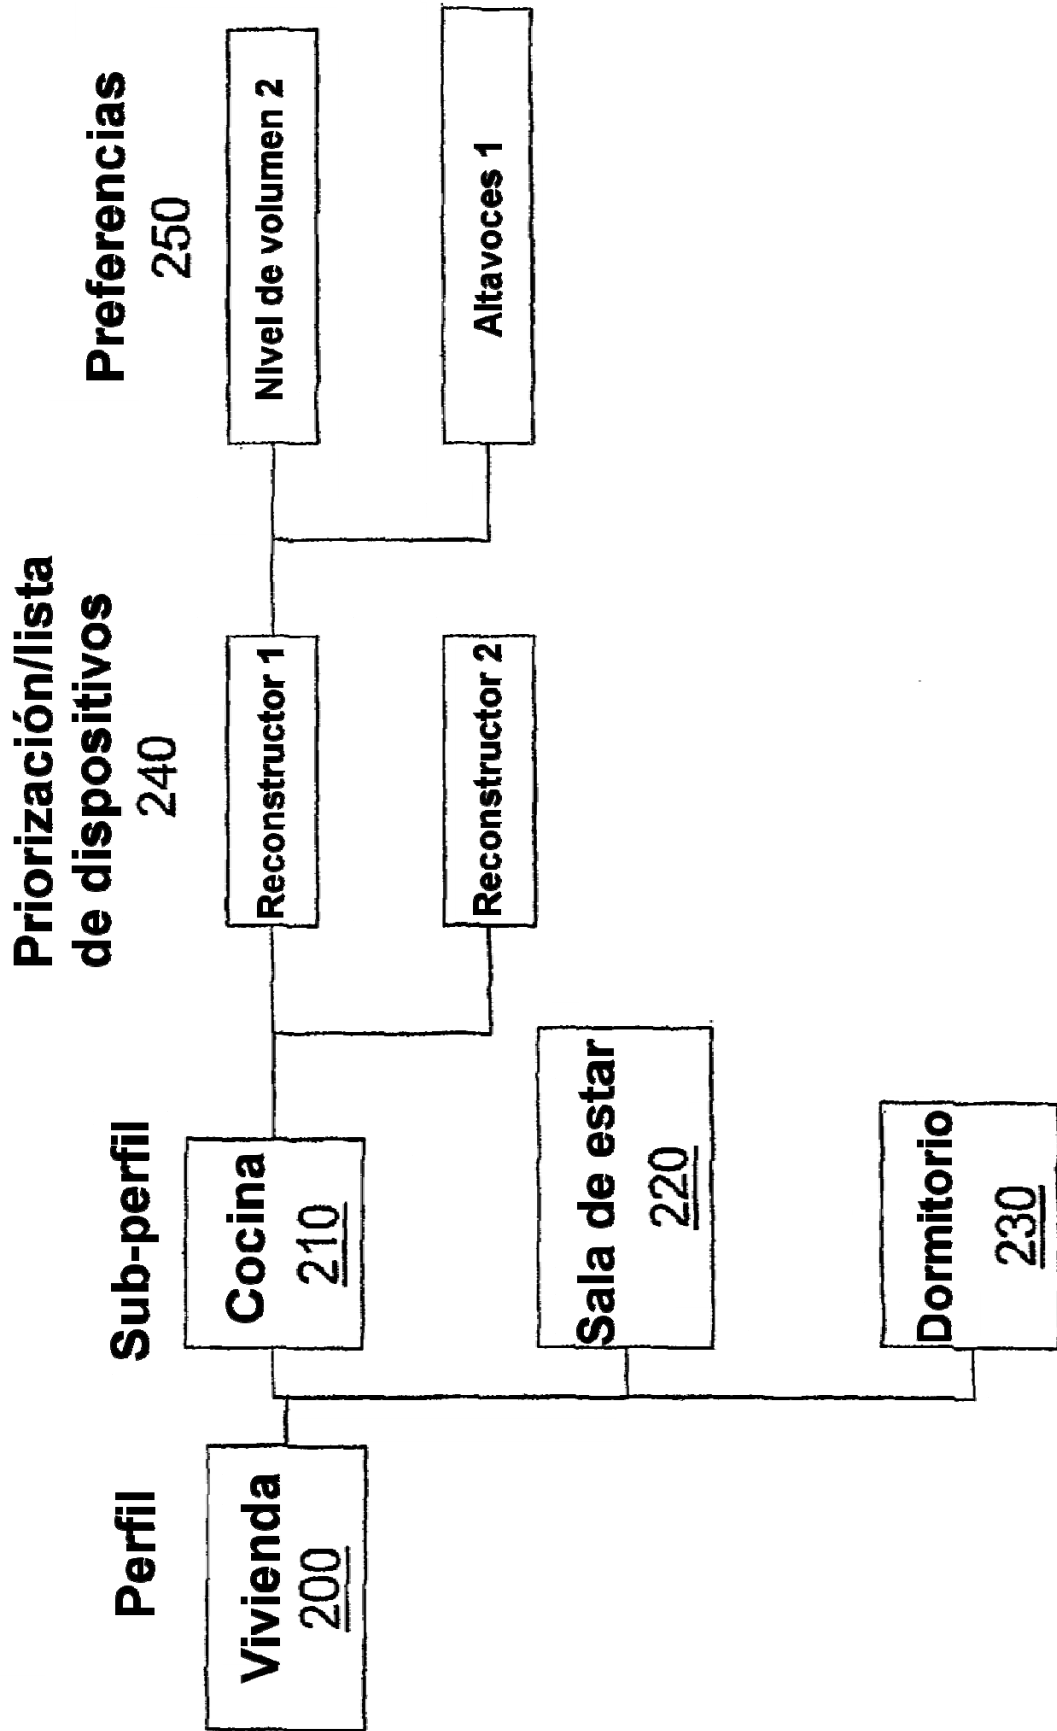 Perfil
Sub-perfil
Priorización/lista
de dispositivos
240
Preferencias
250
Vivienda
200
Cocina
210
Reconstructor 1
Nivel de volumen 2
Reconstructor 2
Altavoces 1
Sala de estar
220
Dormitorio
230